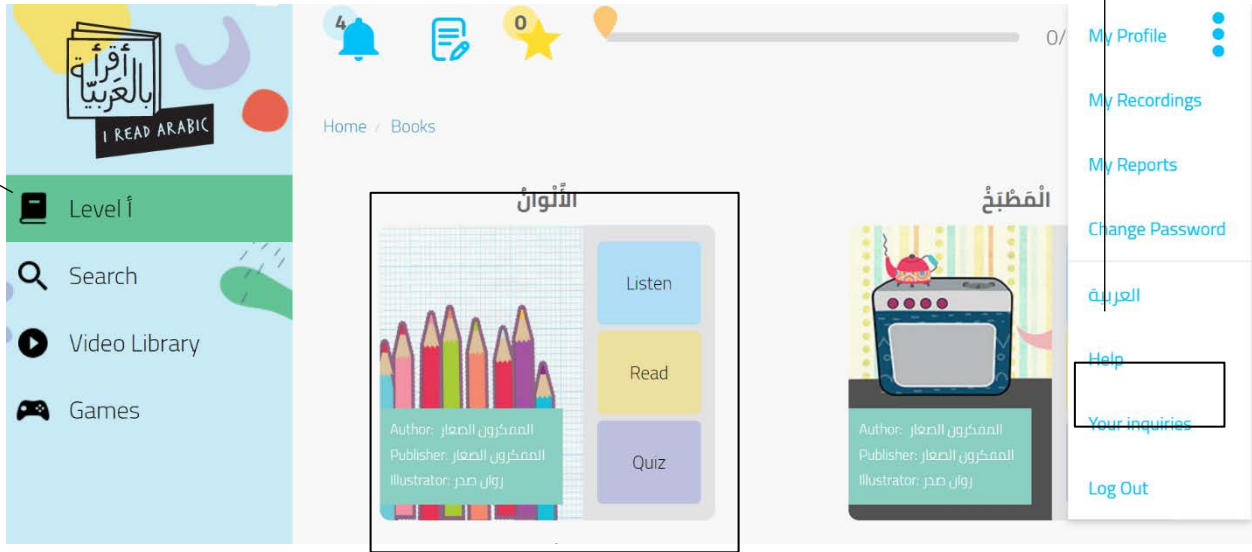 أقرأ
بالعربيّة
I READ ARABIC
Level أ
Search
Video Library
Games
4
0
0/
Home / Books
الْأَلْوانُ
Listen
Read
Quiz
Author: المفكرون الصغار
Publisher: المفكرون الصغار
Illustrator: روان صدر
الْمَطْبَخُ
Author: المفكرون الصغار
Publisher: المفكرون الصغار
Illustrator: روان صدر
My Profile
My Recordings
My Reports
Change Password
العربية
Help
Your inquiries
Log Out